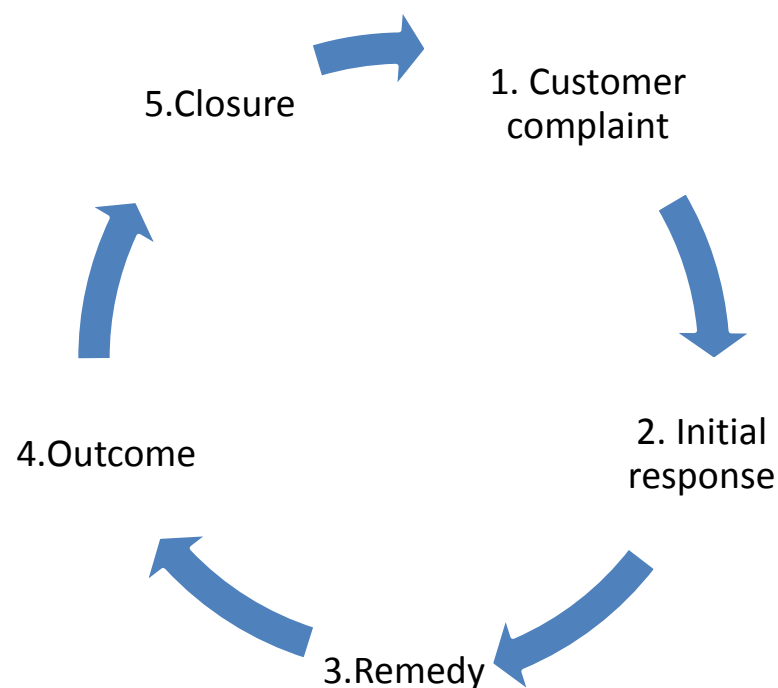 1. Customer
complaint
2. Initial
response
3.Remedy
4.Outcome
5.Closure